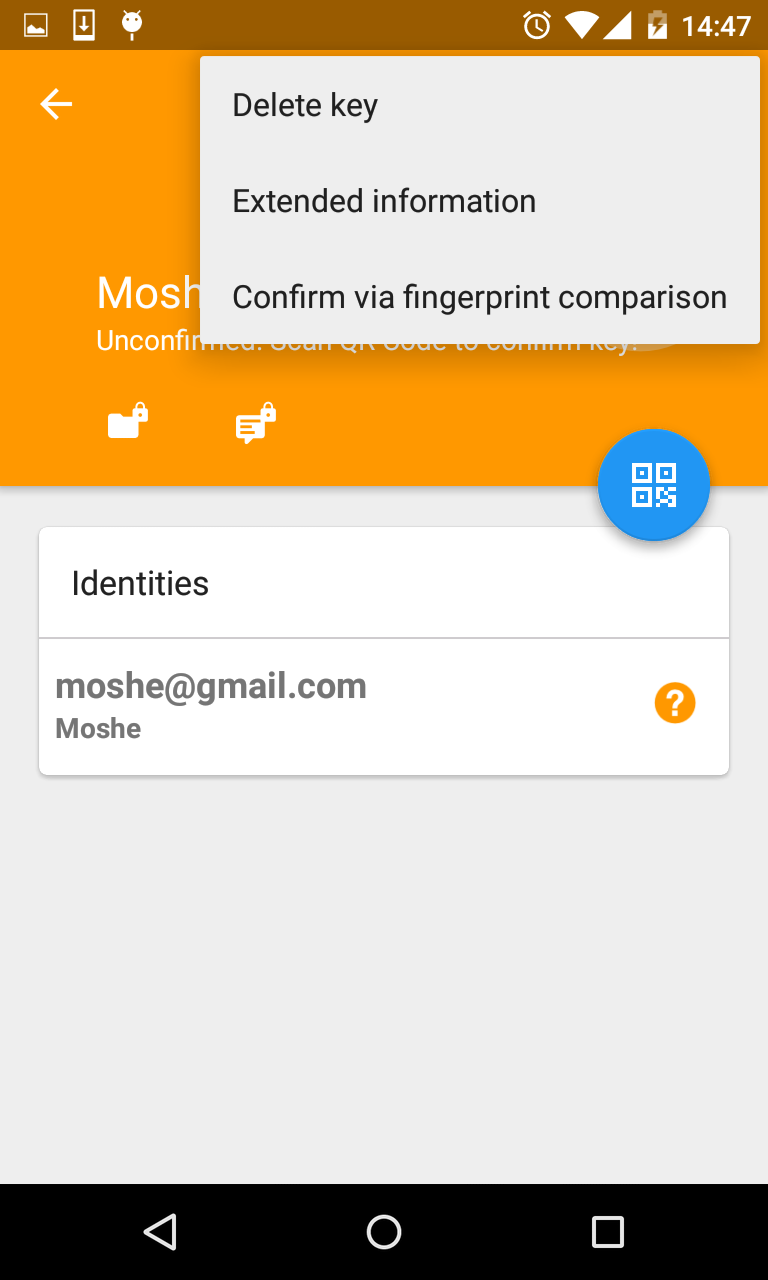 14:47
Delete key
Extended information
Confirm via fingerprint comparison
Mosh
Unconfirmed. Scan QR Code to confirm key!
Identities
moshe@gmail.com
Moshe